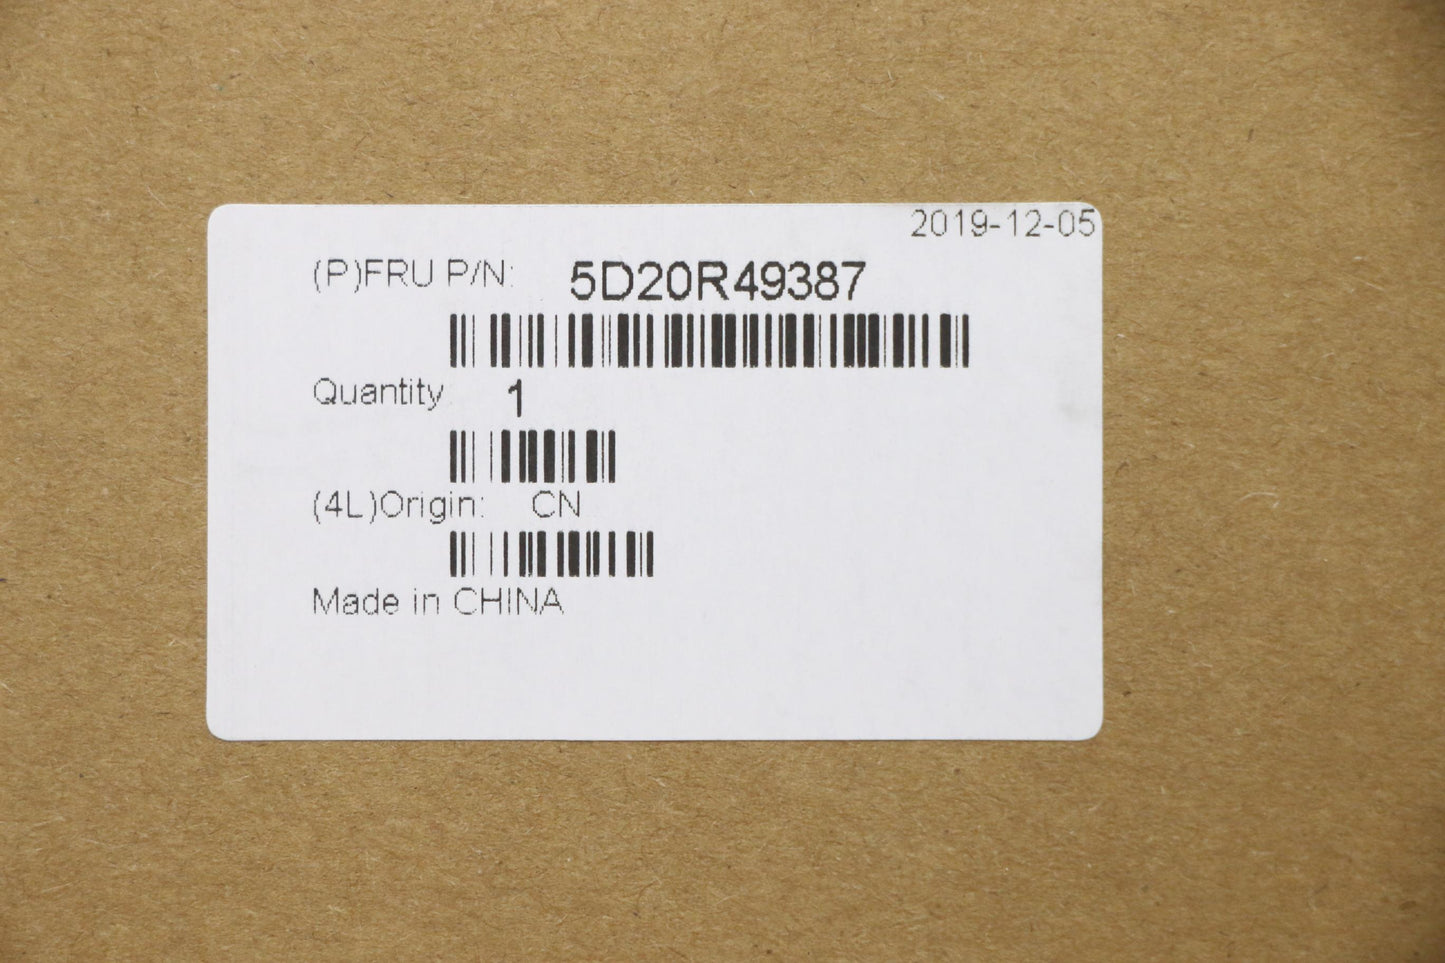 2019-12-05
(P)FRU P/N: 5D20R49387
Quantity: 1
(4L)Origin: CN
Made in CHINA